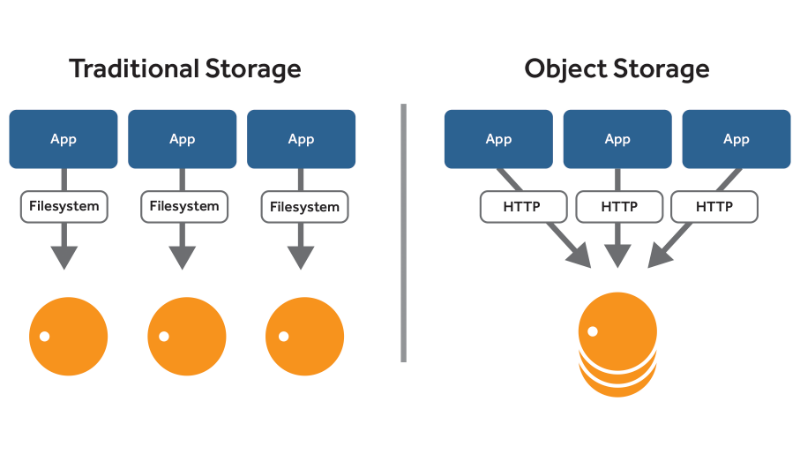 Traditional Storage
App
App
App
Filesystem
Filesystem
Filesystem
Object Storage
App
App
App
HTTP
HTTP
HTTP